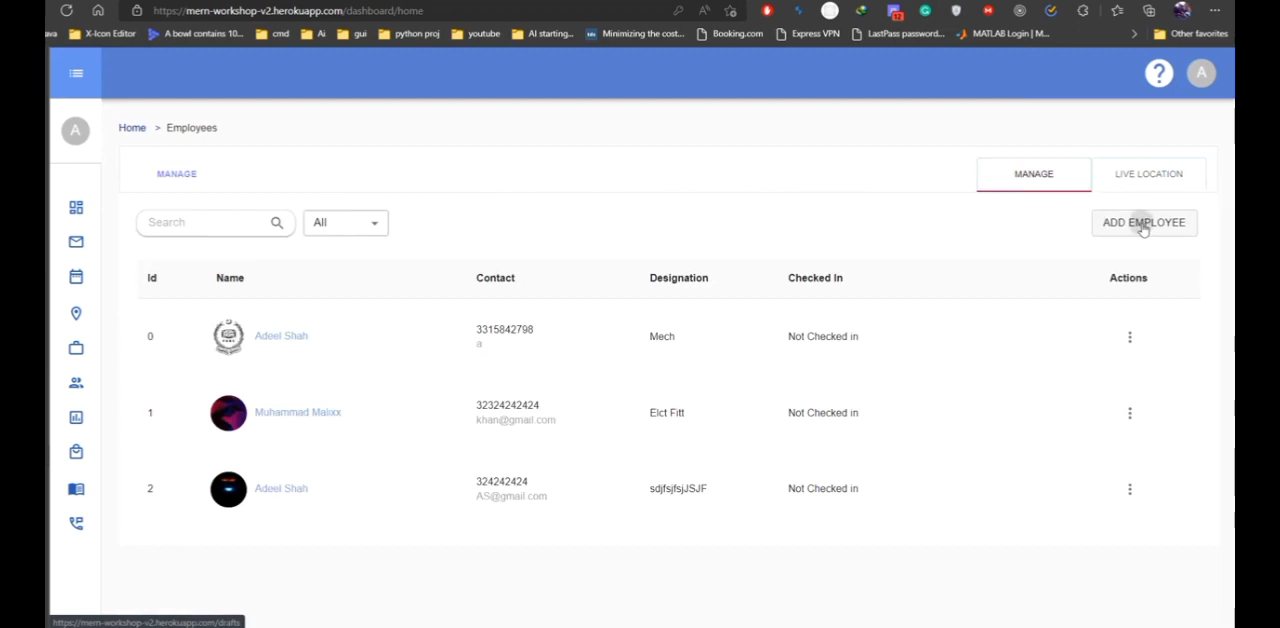 https://mern-workshop-v2.herokuapp.com/dashboard/home
ava X-Icon Editor A bowl contains 10... cmd Ai gui python proj youtube AI starting... Minimizing the cost... Booking.com Express VPN LastPass password... MATLAB Login | M... Other favorites
? A
A
Home > Employees
MANAGE MANAGE LIVE LOCATION
Search All ADD EMPLOYEE
Id Name Contact Designation Checked In Actions
0 Adeel Shah 3315842798 Mech Not Checked in
a
1 Muhammad Malixx 32324242424 Elct Fitt Not Checked in
khan@gmail.com
2 Adeel Shah 324242424 sdjfsjfsjJSJF Not Checked in
AS@gmail.com
https://mern-workshop-v2.herokuapp.com/drafts